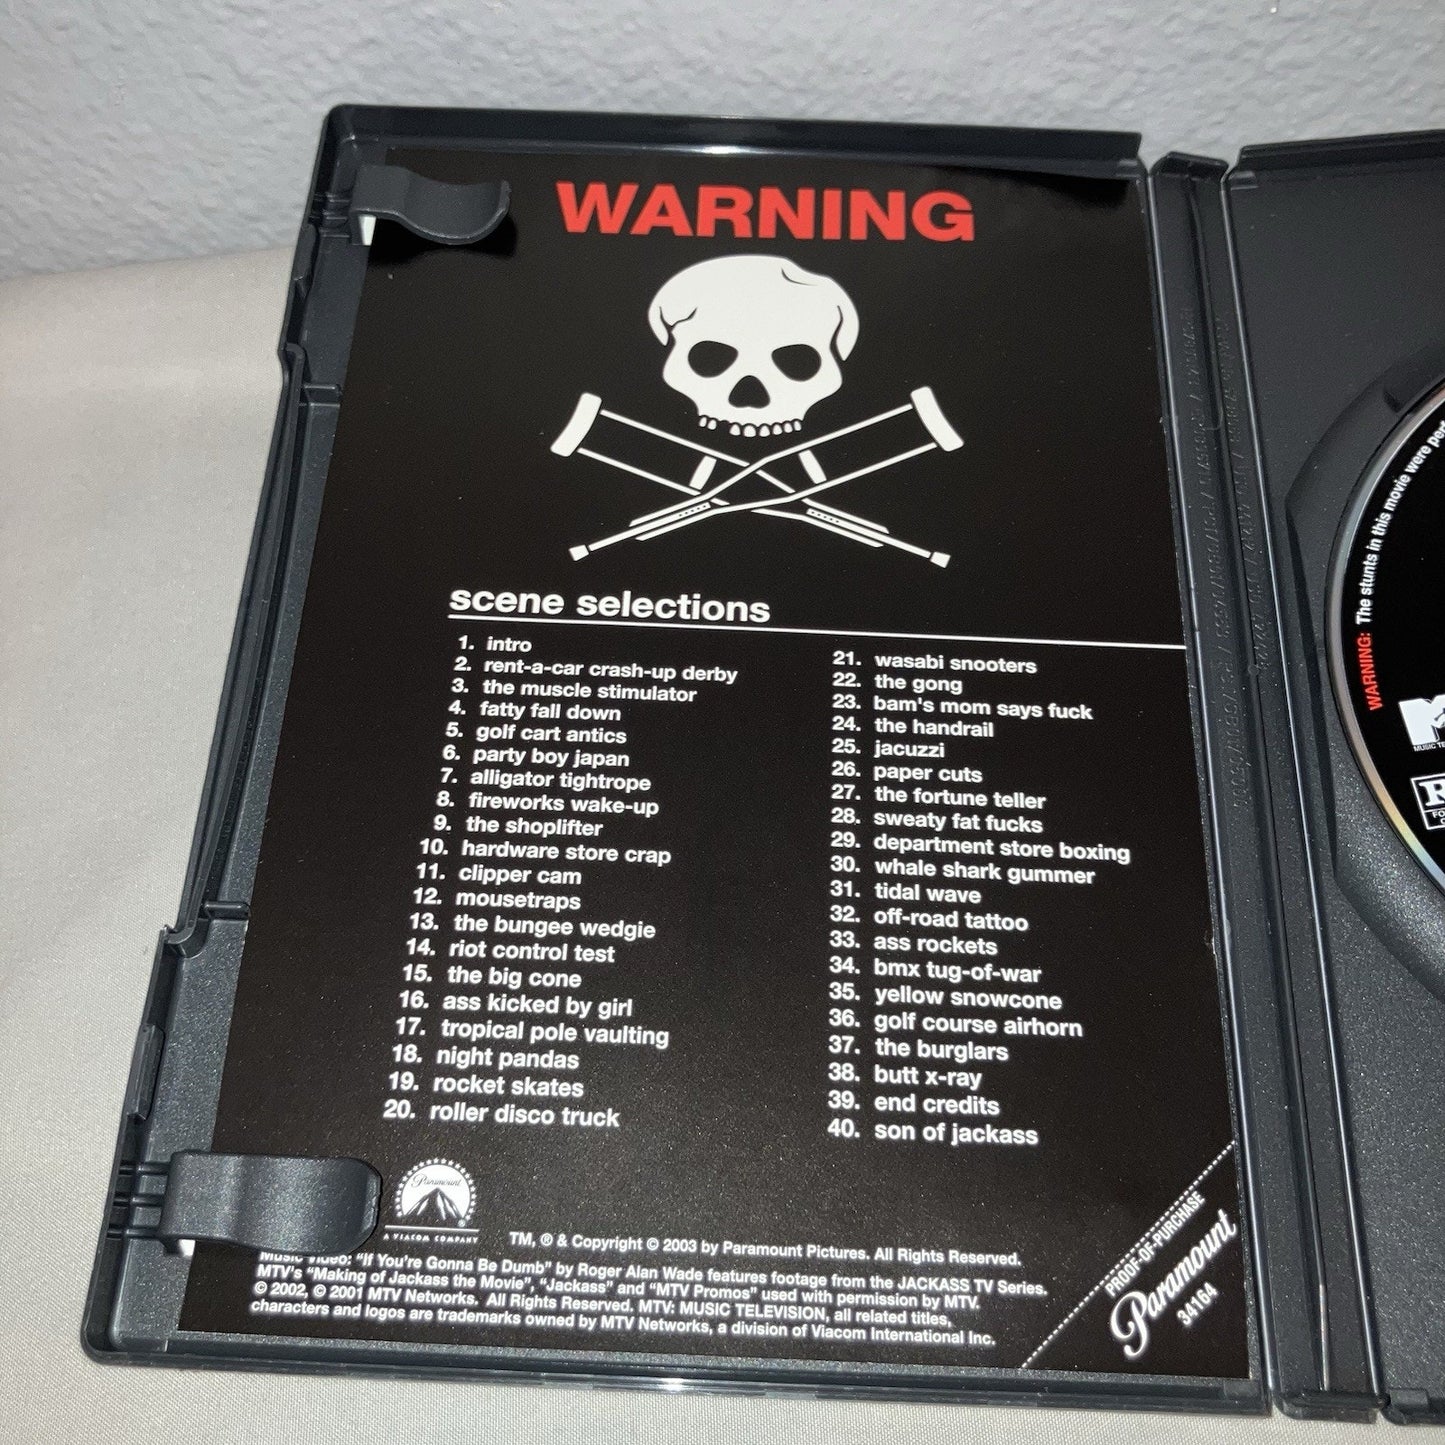 WARNING
scene selections
1. intro
2. rent-a-car crash-up derby
3. the muscle stimulator
4. fatty fall down
5. golf cart antics
6. party boy japan
7. alligator tightrope
8. fireworks wake-up
9. the shoplifter
10. hardware store crap
11. clipper cam
12. mousetraps
13. the bungee wedgie
14. riot control test
15. the big cone
16. ass kicked by girl
17. tropical pole vaulting
18. night pandas
19. rocket skates
20. roller disco truck
21. wasabi snooters
22. the gong
23. bam's mom says fuck
24. the handrail
25. jacuzzi
26. paper cuts
27. the fortune teller
28. sweaty fat fucks
29. department store boxing
30. whale shark gummer
31. tidal wave
32. off-road tattoo
33. ass rockets
34. bmx tug-of-war
35. yellow snowcone
36. golf course airhorn
37. the burglars
38. butt x-ray
39. end credits
40. son of jackass
Paramount
A VIACOM COMPANY
TM, ® & Copyright © 2003 by Paramount Pictures. All Rights Reserved.
Music Video: "If You're Gonna Be Dumb" by Roger Alan Wade features footage from the JACKASS TV Series.
MTV's "Making of Jackass the Movie", "Jackass" and "MTV Promos" used with permission by MTV.
© 2002, © 2001 MTV Networks. All Rights Reserved. MTV: MUSIC TELEVISION, all related titles,
characters and logos are trademarks owned by MTV Networks, a division of Viacom International Inc.
PROOF-OF-PURCHASE
Paramount
34164
WARNING: The stunts in this movie were
MUSIC
R